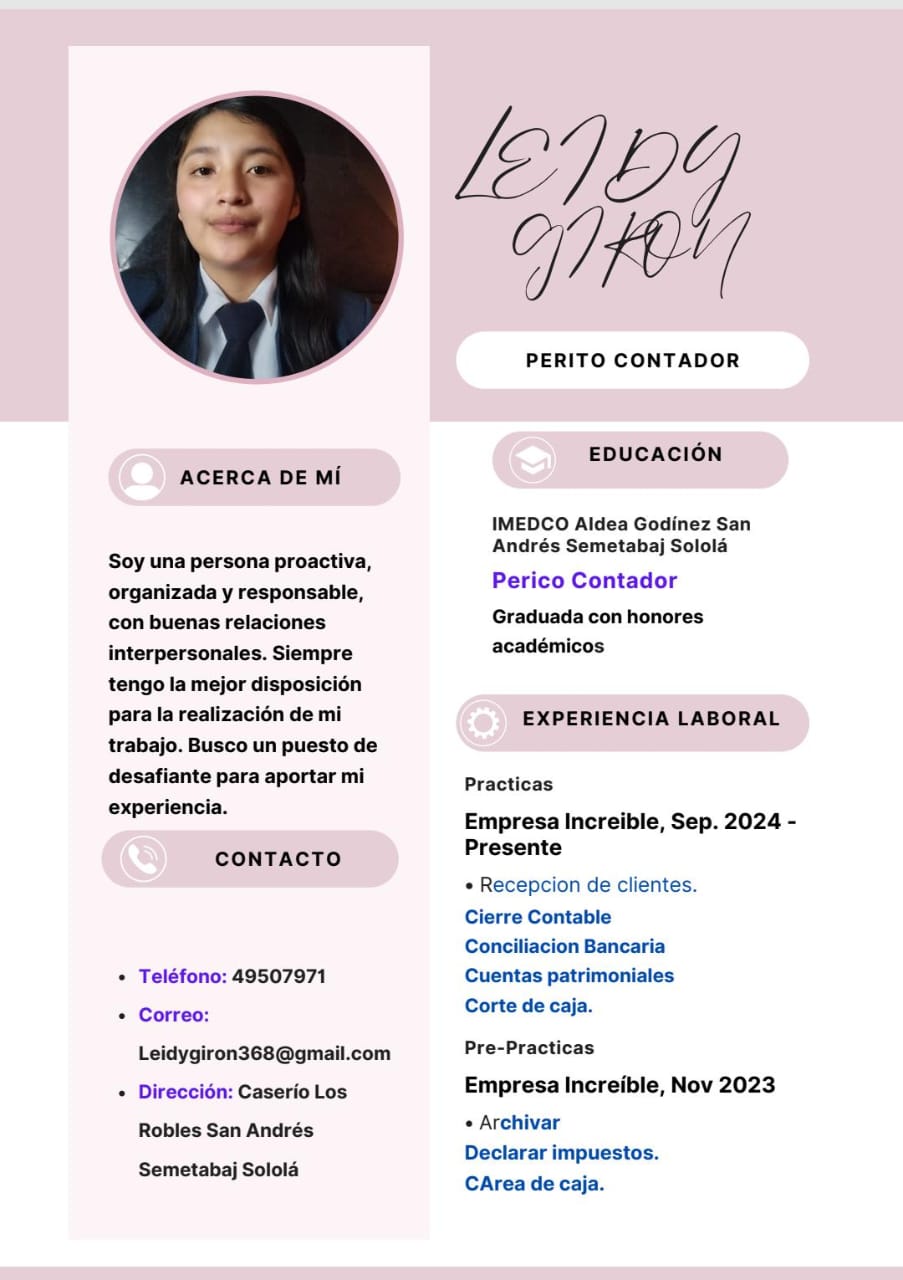 LEIDY
GIRON
PERITO CONTADOR
ACERCA DE MÍ
Soy una persona proactiva,
organizada y responsable,
con buenas relaciones
interpersonales. Siempre
tengo la mejor disposición
para la realización de mi
trabajo. Busco un puesto de
desafiante para aportar mi
experiencia.
CONTACTO
• Teléfono: 49507971
• Correo:
Leidygiron368@gmail.com
• Dirección: Caserío Los
Robles San Andrés
Semetabaj Sololá
EDUCACIÓN
IMEDCO Aldea Godínez San
Andrés Semetabaj Sololá
Perico Contador
Graduada con honores
académicos
EXPERIENCIA LABORAL
Practicas
Empresa Increible, Sep. 2024 -
Presente
• Recepcion de clientes.
Cierre Contable
Conciliacion Bancaria
Cuentas patrimoniales
Corte de caja.
Pre-Practicas
Empresa Increíble, Nov 2023
• Archivar
Declarar impuestos.
CArea de caja.